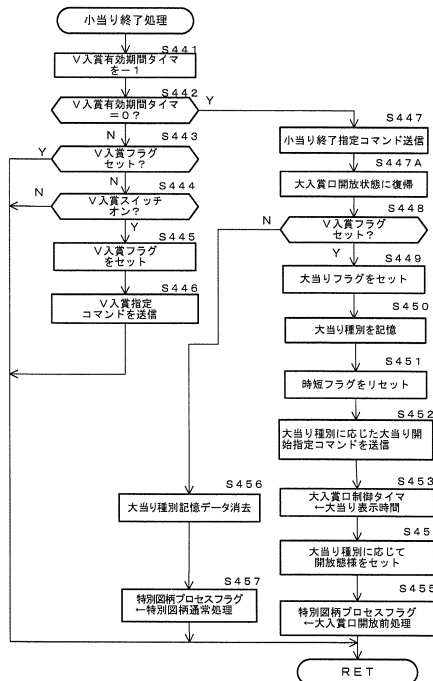 小当り終了処理
S441
V入賞有効期間タイマ
を-1
S442
V入賞有効期間タイマ
=0?
Y
N
S443
V入賞フラグ
セット?
Y
N
S444
V入賞スイッチ
オン?
N
Y
S445
V入賞フラグ
をセット
S446
V入賞指定
コマンドを送信
S447
小当り終了指定コマンド送信
S447A
大入賞口開放状態に復帰
S448
V入賞フラグ
セット?
N
Y
S449
大当りフラグをセット
S450
大当り種別を記憶
S451
時短フラグをリセット
S452
大当り種別に応じた大当り開
始指定コマンドを送信
S453
大入賞口制御タイマ
←大当り表示時間
S45
大当り種別に応じて
開放態様をセット
S455
特別図柄プロセスフラグ
←大入賞口開放前処理
S456
大当り種別記憶データ消去
S457
特別図柄プロセスフラグ
←特別図柄通常処理
RET